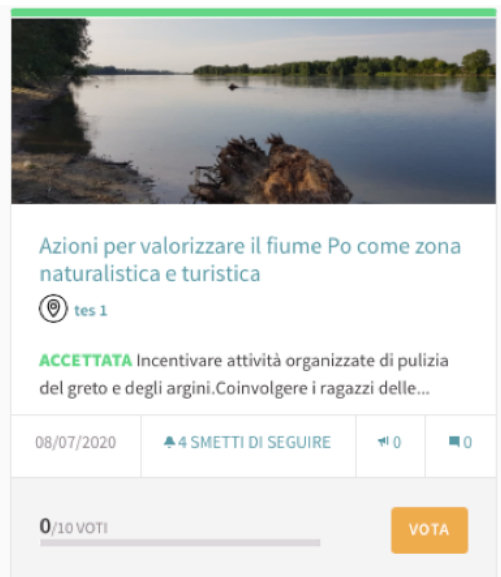 Azioni per valorizzare il fiume Po come zona
naturalistica e turistica
tes 1
ACCETTATA Incentivare attività organizzate di pulizia
del greto e degli argini.Coinvolgere i ragazzi delle...
08/07/2020 4 SMETTI DI SEGUIRE 0 0
0/10 VOTI VOTA